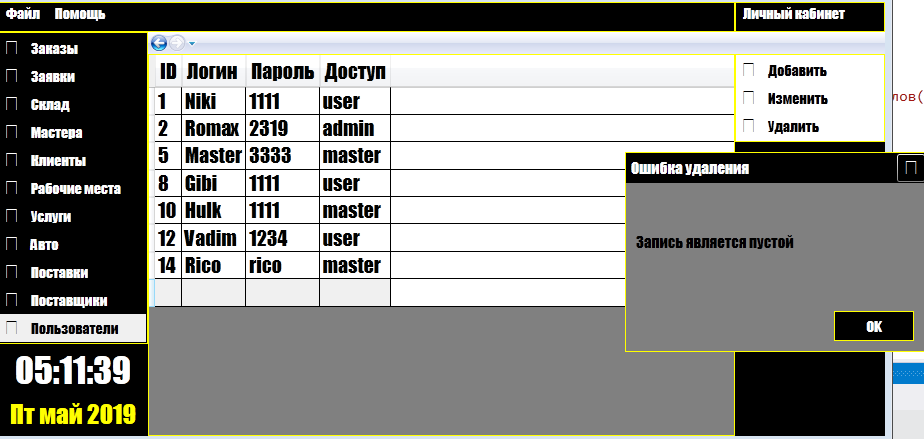 Файл Помощь Личный кабинет
Заказы
Заявки
Склад
Мастера
Клиенты
Рабочие места
Услуги
Авто
Поставки
Поставщики
Пользователи
05:11:39
Пт май 2019
ID Логин Пароль Доступ
1 Niki 1111 user
2 Romax 2319 admin
5 Master 3333 master
8 Gibi 1111 user
10 Hulk 1111 master
12 Vadim 1234 user
14 Rico rico master
Добавить
Изменить
Удалить
лов(
Ошибка удаления
Запись является пустой
OK